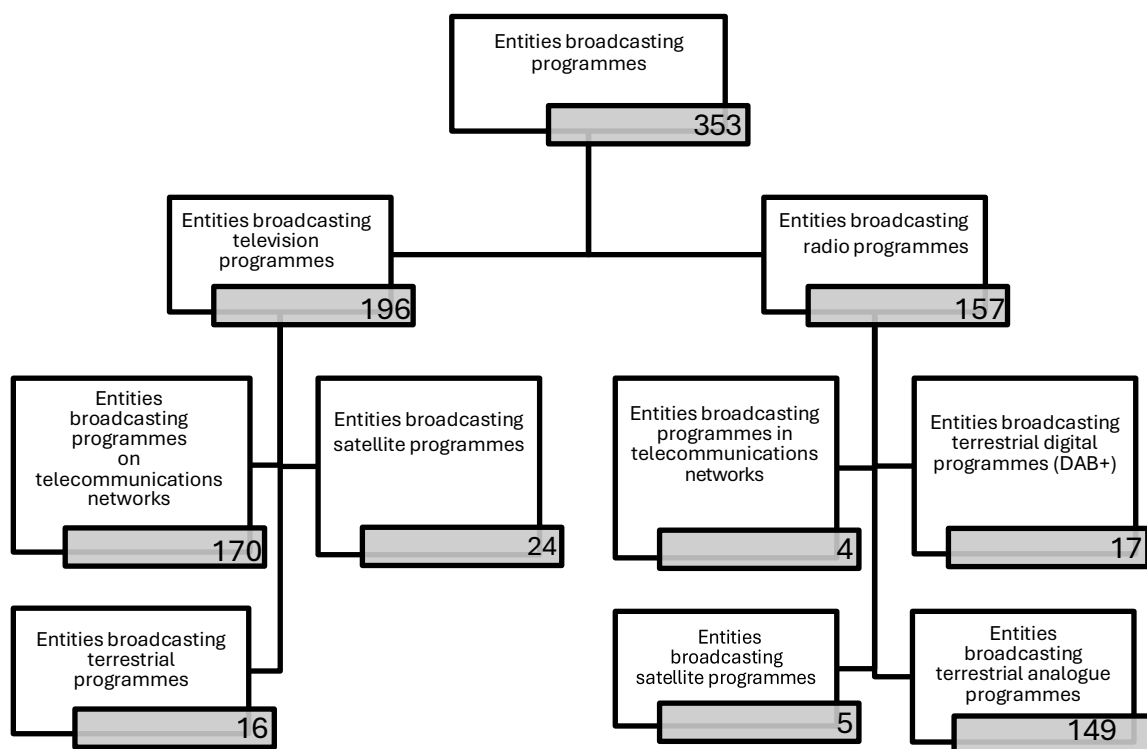 Entities broadcasting
programmes
353
Entities broadcasting
television
programmes
196
Entities broadcasting
radio programmes
157
Entities
broadcasting
programmes
on
telecommunications
networks
170
Entities broadcasting
satellite programmes
24
Entities broadcasting
programmes in
telecommunications
networks
4
Entities broadcasting
terrestrial digital
programmes (DAB+)
17
Entities broadcasting
terrestrial
programmes
16
Entities
broadcasting
satellite programmes
5
Entities
broadcasting
terrestrial analogue
programmes
149